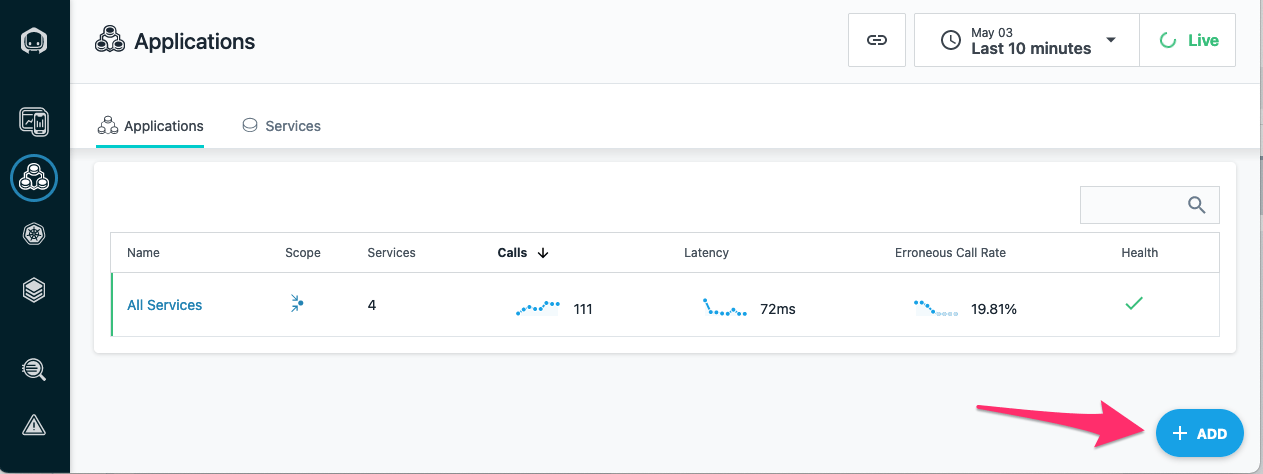 Applications
May 03
Last 10 minutes
Live
Applications
Services
Name Scope Services Calls Latency Erroneous Call Rate Health
All Services 4 111 72ms 19.81%
+ ADD